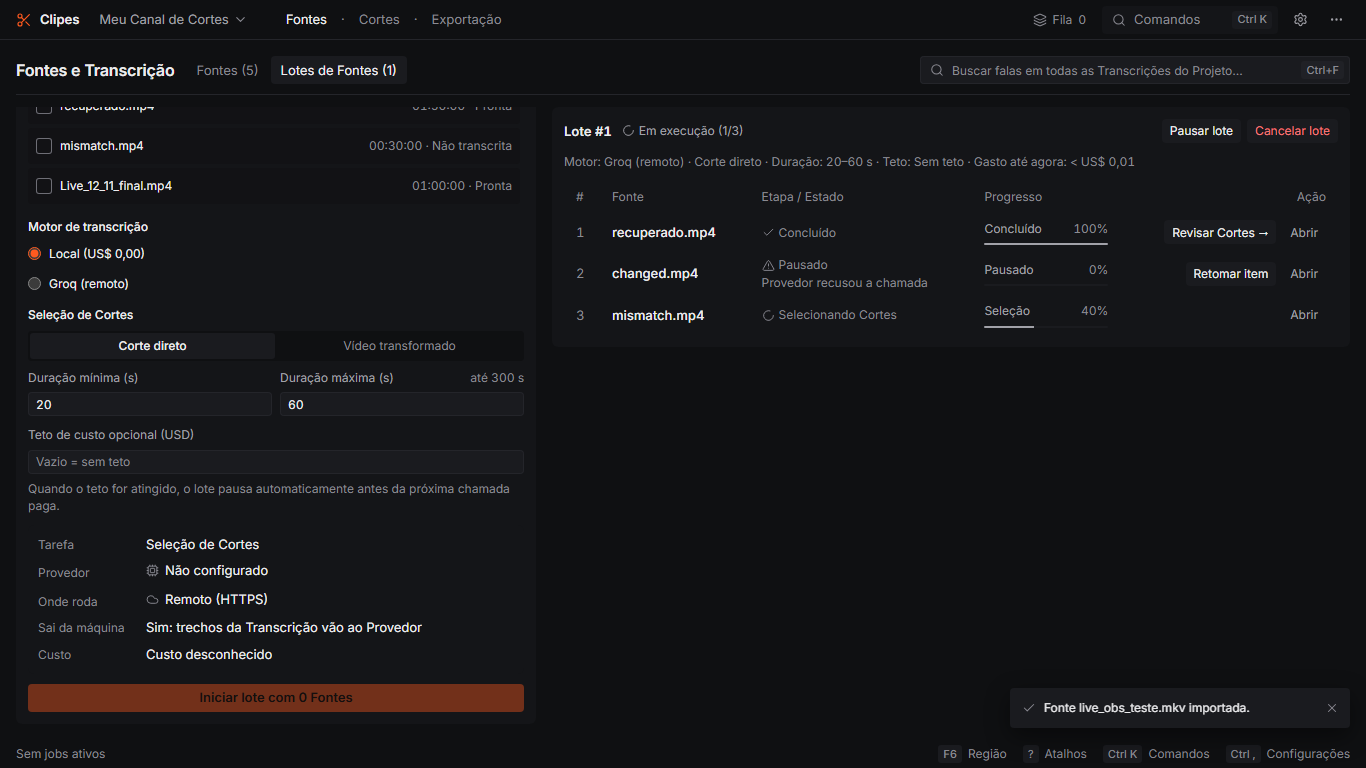 Clipes Meu Canal de Cortes Fontes · Cortes · Exportação Fila 0 Comandos Ctrl K
Fontes e Transcrição Fontes (5) Lotes de Fontes (1) Buscar falas em todas as Transcrições do Projeto... Ctrl+F
recuperado.mp4 01:30:00 · Pronta
mismatch.mp4 00:30:00 · Não transcrita
Live_12_11_final.mp4 01:00:00 · Pronta
Motor de transcrição
Local (US$ 0,00)
Groq (remoto)
Seleção de Cortes
Corte direto Vídeo transformado
Duração mínima (s) Duração máxima (s) até 300 s
20 60
Teto de custo opcional (USD)
Vazio = sem teto
Quando o teto for atingido, o lote pausa automaticamente antes da próxima chamada
paga.
Tarefa Seleção de Cortes
Provedor Não configurado
Onde roda Remoto (HTTPS)
Sai da máquina Sim: trechos da Transcrição vão ao Provedor
Custo Custo desconhecido
Iniciar lote com 0 Fontes
Lote #1 Em execução (1/3) Pausar lote Cancelar lote
Motor: Groq (remoto) · Corte direto · Duração: 20–60 s · Teto: Sem teto · Gasto até agora: < US$ 0,01
# Fonte Etapa / Estado Progresso Ação
1 recuperado.mp4 Concluído Concluído 100% Revisar Cortes → Abrir
2 changed.mp4 Pausado Pausado 0% Retomar item Abrir
Provedor recusou a chamada
3 mismatch.mp4 Selecionando Cortes Seleção 40% Abrir
Fonte live_obs_teste.mkv importada.
Sem jobs ativos F6 Região ? Atalhos Ctrl K Comandos Ctrl , Configurações